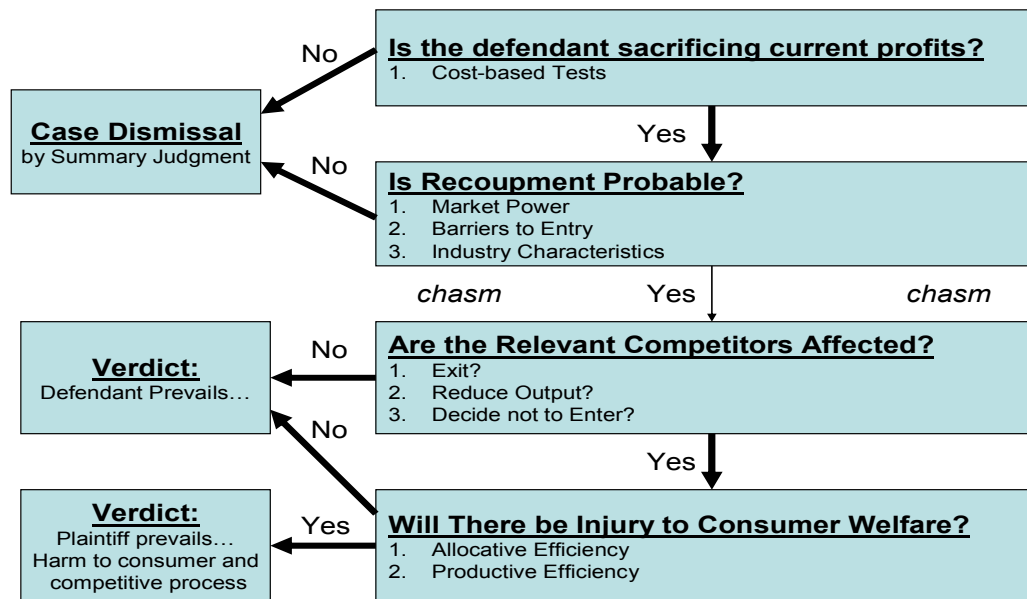 Is the defendant sacrificing current profits?
1. Cost-based Tests
No
Case Dismissal
by Summary Judgment
Yes
No
Is Recoupment Probable?
1. Market Power
2. Barriers to Entry
3. Industry Characteristics
chasm Yes chasm
Are the Relevant Competitors Affected?
1. Exit?
2. Reduce Output?
3. Decide not to Enter?
No
Verdict:
Defendant Prevails…
No
Yes
Will There be Injury to Consumer Welfare?
1. Allocative Efficiency
2. Productive Efficiency
Yes
Verdict:
Plaintiff prevails…
Harm to consumer and
competitive process